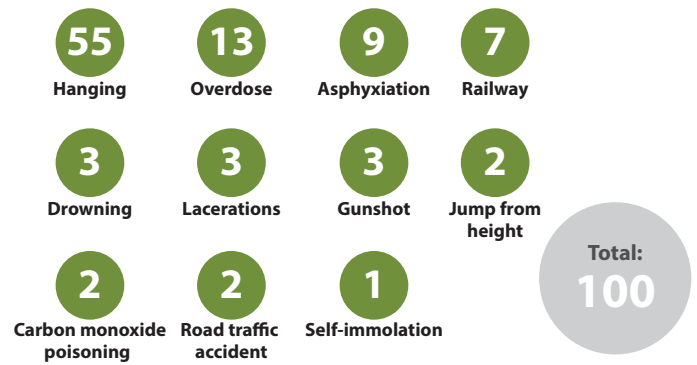 55
Hanging
13
Overdose
9
Asphyxiation
7
Railway
3
Drowning
3
Lacerations
3
Gunshot
2
Jump from
height
2
Carbon monoxide
poisoning
2
Road traffic
accident
1
Self-immolation
Total:
100